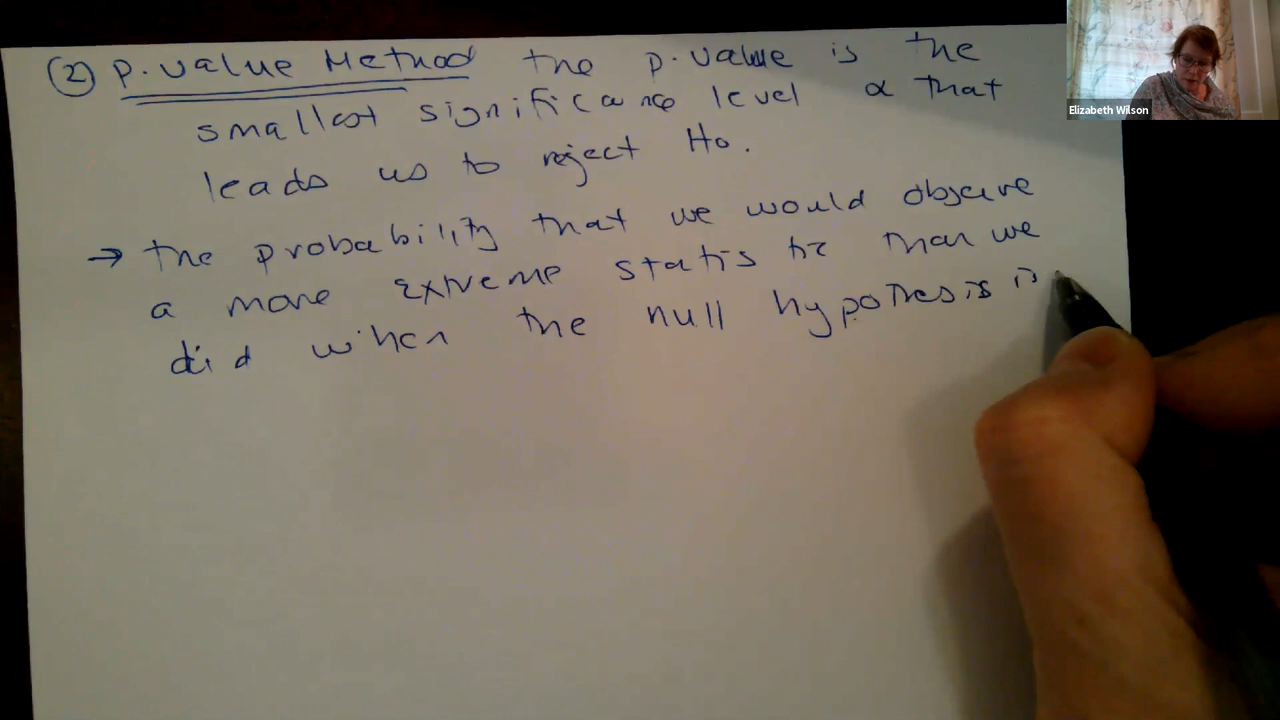 (2) P-value Method the p-value is the
smallest significance level α that
leads us to reject Ho.
→ the probability that we would observe
a more extreme statistic than we
did when the null hypothesis is
Elizabeth Wilson